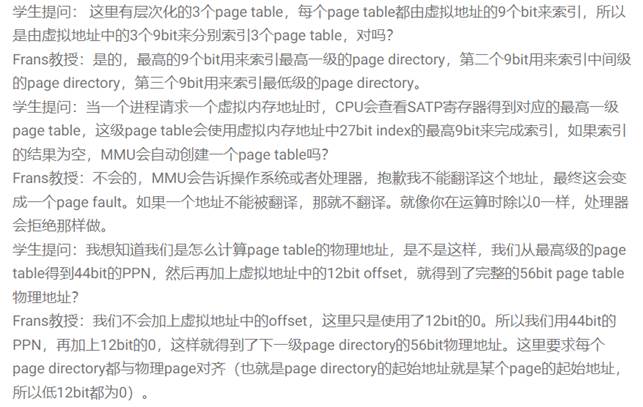 学生提问： 这里有层次化的3个page table，每个page table都由虚拟地址的9个bit来索引，所以
是由虚拟地址中的3个9bit来分别索引3个page table，对吗？
Frans教授：是的，最高的9个bit用来索引最高一级的page directory，第二个9bit用来索引中间级
的page directory，第三个9bit用来索引最低级的page directory。
学生提问：当一个进程请求一个虚拟内存地址时，CPU会查看SATP寄存器得到对应的最高一级
page table，这级page table会使用虚拟内存地址中27bit index的最高9bit来完成索引，如果索引
的结果为空，MMU会自动创建一个page table吗？
Frans教授：不会的，MMU会告诉操作系统或者处理器，抱歉我不能翻译这个地址，最终这会变
成一个page fault。如果一个地址不能被翻译，那就不翻译。就像你在运算时除以0一样，处理器
会拒绝那样做。
学生提问：我想知道我们是怎么计算page table的物理地址，是不是这样，我们从最高级的page
table得到44bit的PPN，然后再加上虚拟地址中的12bit offset，就得到了完整的56bit page table
物理地址？
Frans教授：我们不会加上虚拟地址中的offset，这里只是使用了12bit的0。所以我们用44bit的
PPN，再加上12bit的0，这样就得到了下一级page directory的56bit物理地址。这里要求每个
page directory都与物理page对齐（也就是page directory的起始地址就是某个page的起始地址，
所以低12bit都为0）。